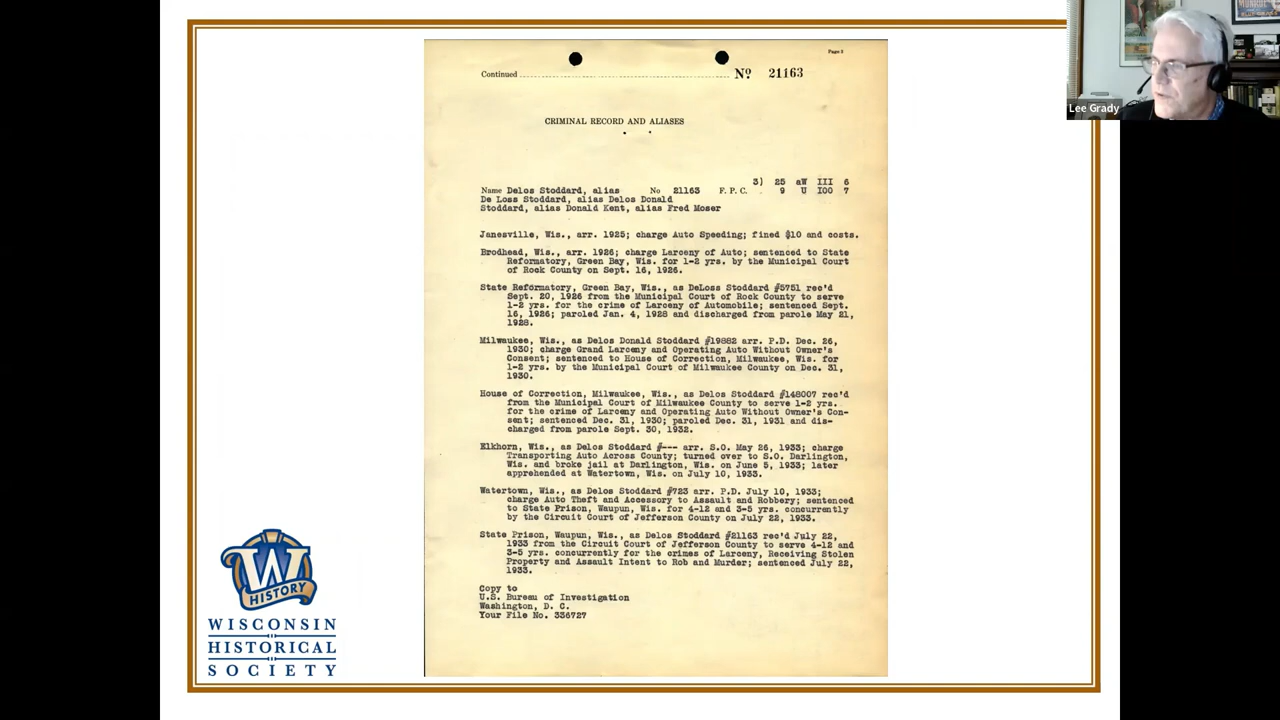 Page 2
Continued
Nº 21163
CRIMINAL RECORD AND ALIASES
3) 25 aW III 6
Name Delos Stoddard, alias No 21163 F. P. C. 9 U IOO 7
De Loss Stoddard, alias Delos Donald
Stoddard, alias Donald Kent, alias Fred Moser
Janesville, Wis., arr. 1925; charge Auto Speeding; fined $10 and costs.
Brodhead, Wis., arr. 1926; charge Larceny of Auto; sentenced to State
Reformatory, Green Bay, Wis. for 1-2 yrs. by the Municipal Court
of Rock County on Sept. 16, 1926.
State Reformatory, Green Bay, Wis., as DeLoss Stoddard #5751 rec'd
Sept. 20, 1926 from the Municipal Court of Rock County to serve
1-2 yrs. for the crime of Larceny of Automobile; sentenced Sept.
16, 1926; paroled Jan. 4, 1928 and discharged from parole May 21,
1928.
Milwaukee, Wis., as Delos Donald Stoddard #19882 arr. P.D. Dec. 26,
1930; charge Grand Larceny and Operating Auto Without Owner's
Consent; sentenced to House of Correction, Milwaukee, Wis. for
1-2 yrs. by the Municipal Court of Milwaukee County on Dec. 31,
1930.
House of Correction, Milwaukee, Wis., as Delos Stoddard #148007 rec'd
from the Municipal Court of Milwaukee County to serve 1-2 yrs.
for the crime of Larceny and Operating Auto Without Owner's Con-
sent; sentenced Dec. 31, 1930; paroled Dec. 31, 1931 and dis-
charged from parole Sept. 30, 1932.
Elkhorn, Wis., as Delos Stoddard #--- arr. S.O. May 26, 1933; charge
Transporting Auto Across County; turned over to S.O. Darlington,
Wis. and broke jail at Darlington, Wis. on June 5, 1933; later
apprehended at Watertown, Wis. on July 10, 1933.
Watertown, Wis., as Delos Stoddard #723 arr. P.D. July 10, 1933;
charge Auto Theft and Accessory to Assault and Robbery; sentenced
to State Prison, Waupun, Wis. for 4-12 and 3-5 yrs. concurrently
by the Circuit Court of Jefferson County on July 22, 1933.
State Prison, Waupun, Wis., as Delos Stoddard #21163 rec'd July 22,
1933 from the Circuit Court of Jefferson County to serve 4-12 and
3-5 yrs. concurrently for the crimes of Larceny, Receiving Stolen
Property and Assault Intent to Rob and Murder; sentenced July 22,
1933.
Copy to
U.S. Bureau of Investigation
Washington, D. C.
Your File No. 336727
W
HISTORY
WISCONSIN
HISTORICAL
SOCIETY
Lee Grady